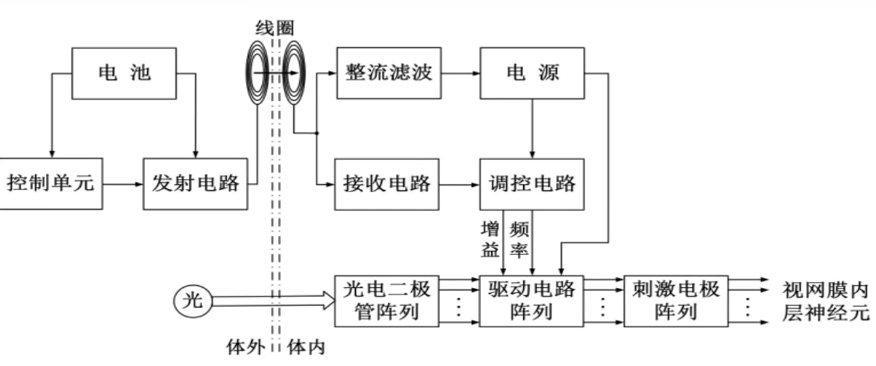 线圈
电池
整流滤波
电源
控制单元
发射电路
接收电路
调控电路
增益
频率
光
光电二极
管阵列
驱动电路
阵列
刺激电极
阵列
视网膜内
层神经元
体外
体内